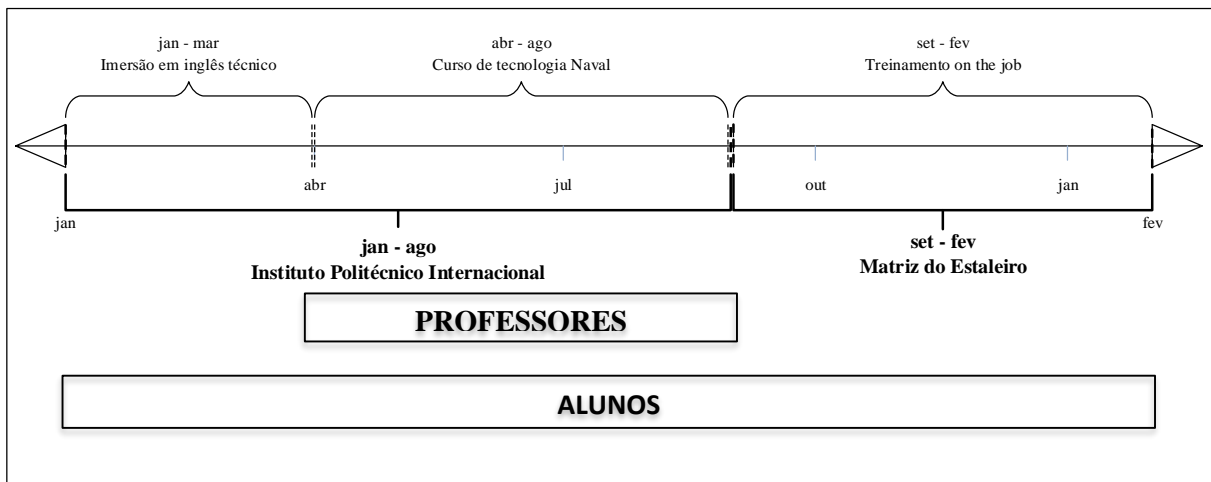 jan - mar
Imersão em inglês técnico
abr - ago
Curso de tecnologia Naval
set - fev
Treinamento on the job
abr
jul
out
jan
jan
fev
jan - ago
Instituto Politécnico Internacional
set - fev
Matriz do Estaleiro
PROFESSORES
ALUNOS